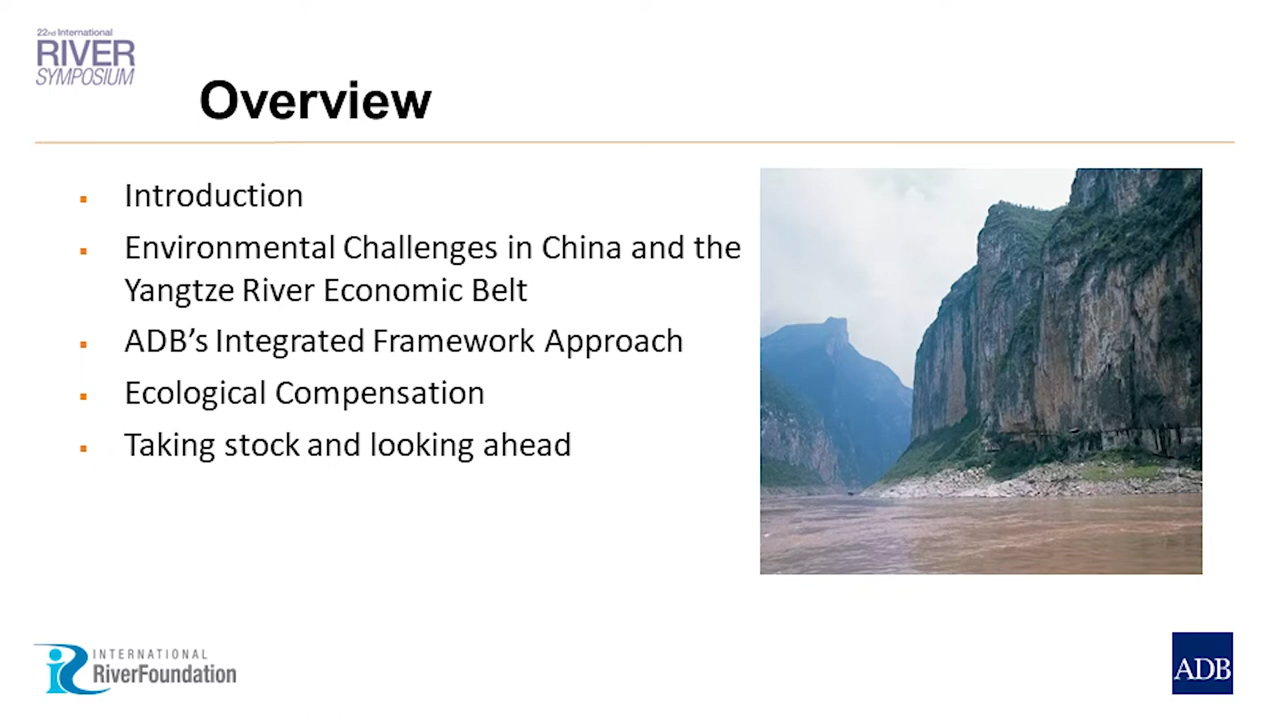 22nd International
RIVER
SYMPOSIUM
Overview
Introduction
Environmental Challenges in China and the
Yangtze River Economic Belt
ADB’s Integrated Framework Approach
Ecological Compensation
Taking stock and looking ahead
INTERNATIONAL
RiverFoundation
ADB